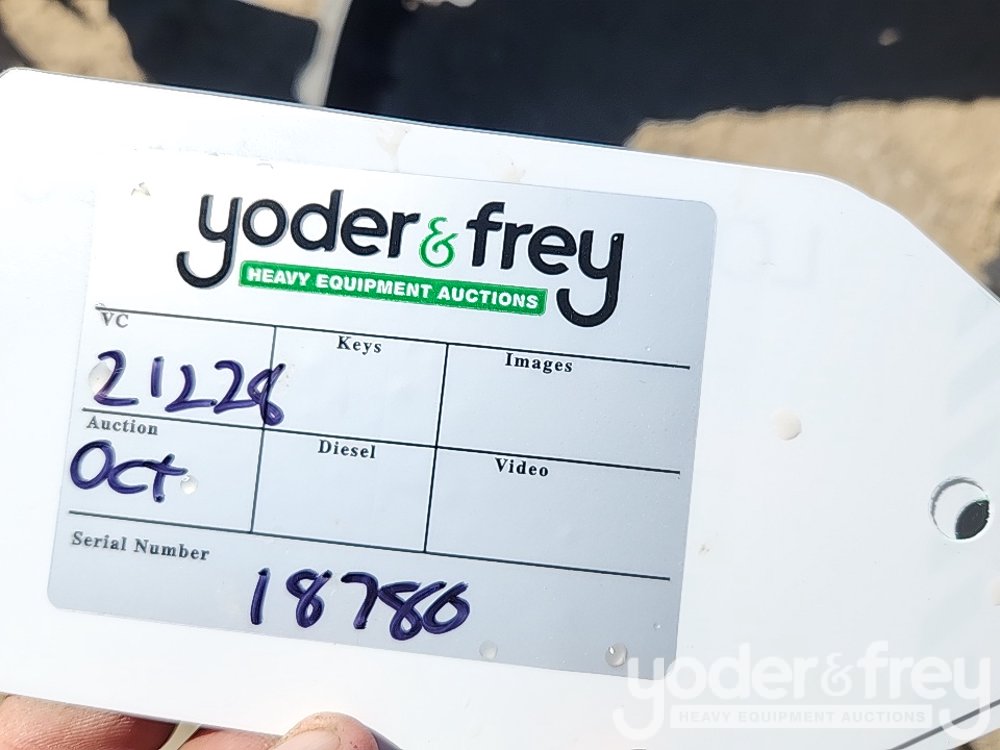 yoder & frey
HEAVY EQUIPMENT AUCTIONS
VC
Keys
Images
21228
Auction
Diesel
Video
Oct
Serial Number
18780
yoder & frey
HEAVY EQUIPMENT AUCTIONS